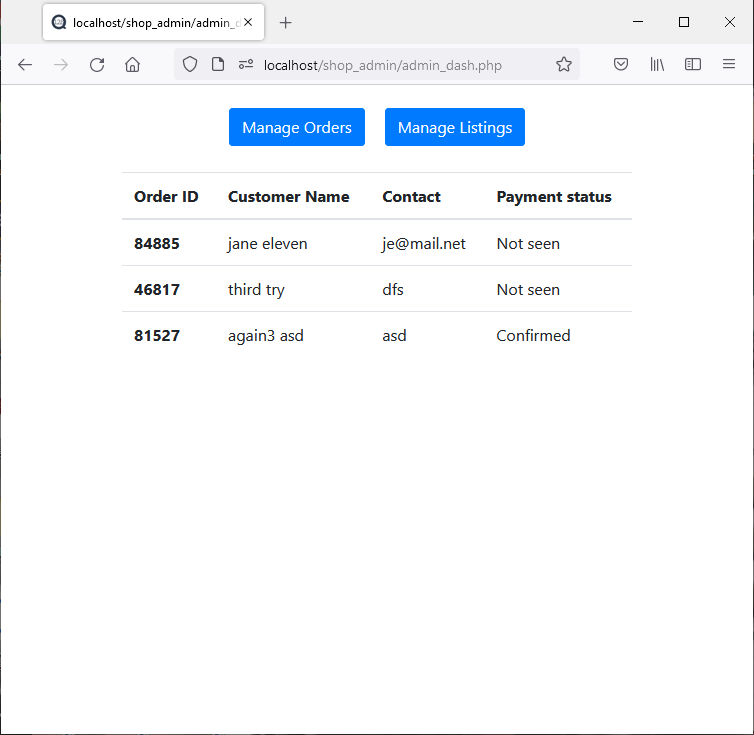 localhost/shop_admin/admin_d
localhost/shop_admin/admin_dash.php
Manage Orders Manage Listings
Order ID Customer Name Contact Payment status
84885 jane eleven je@mail.net Not seen
46817 third try dfs Not seen
81527 again3 asd asd Confirmed